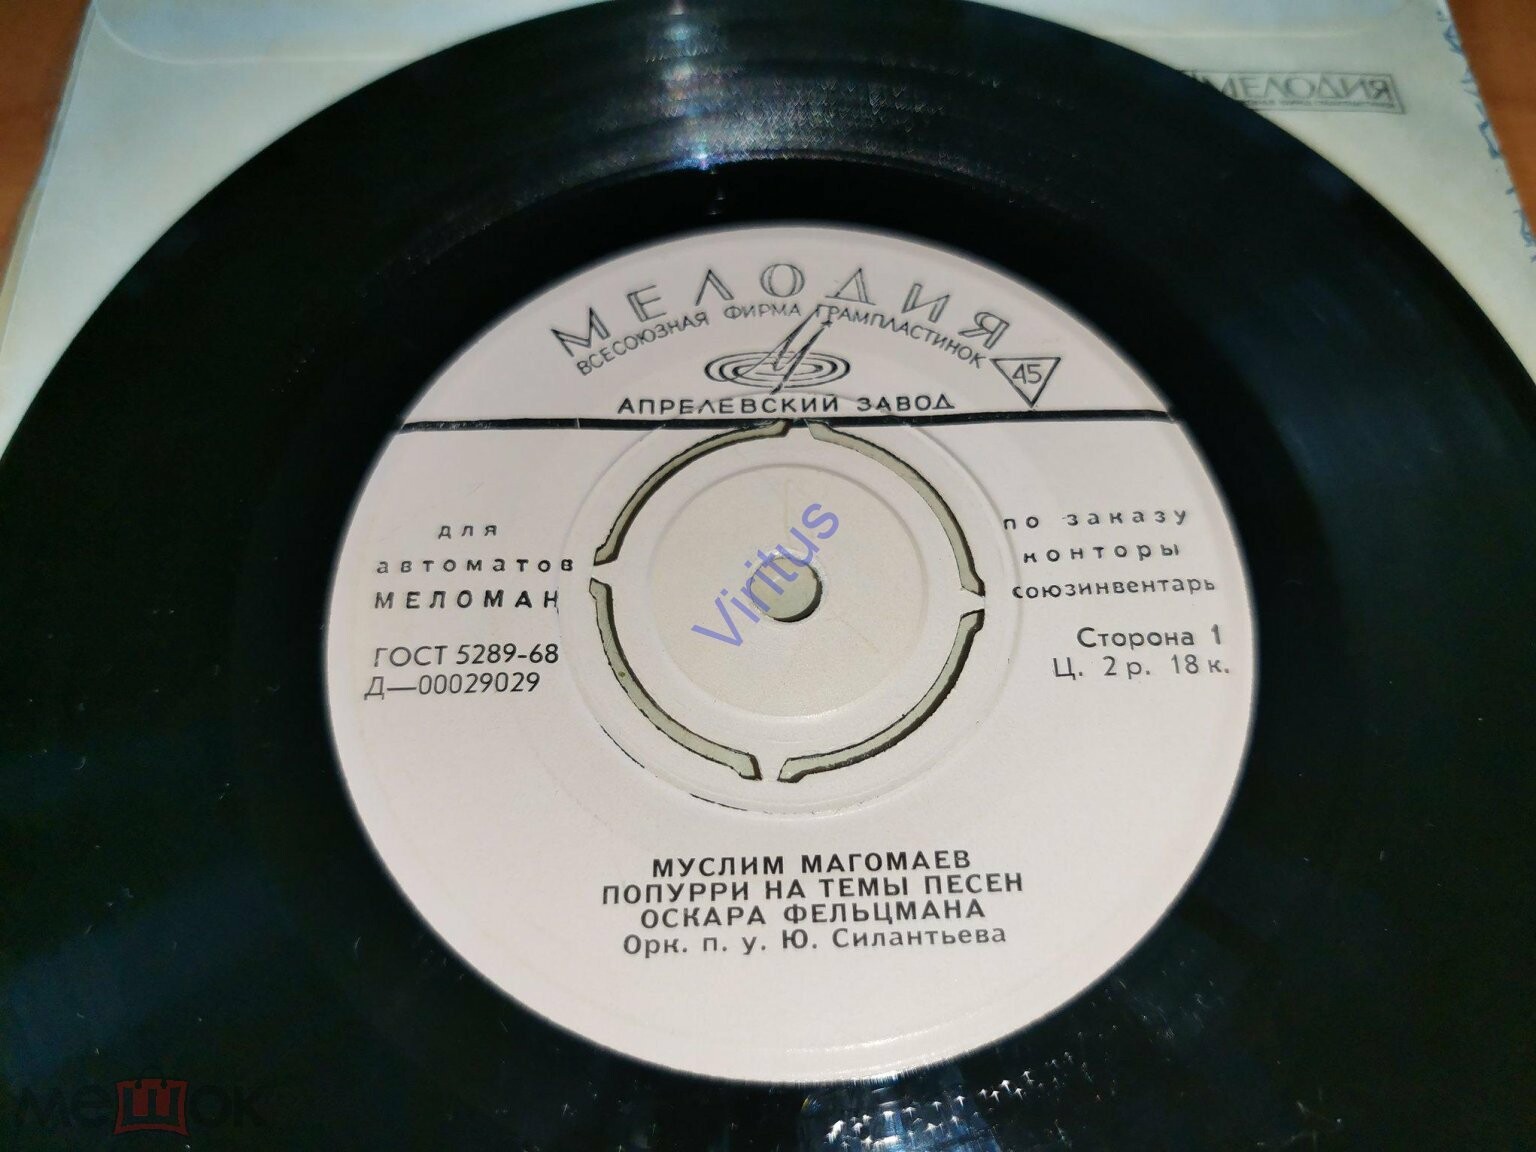 МЕЛОДИЯ
МЕЛОДИЯ
ВСЕСОЮЗНАЯ ФИРМА ГРАМПЛАСТИНОК
45
АПРЕЛЕВСКИЙ ЗАВОД
для
автоматов
МЕЛОМАН
ГОСТ 5289-68
Д—00029029
по заказу
конторы
союзинвентарь
Сторона 1
Ц. 2 р. 18 к.
Viritus
МУСЛИМ МАГОМАЕВ
ПОПУРРИ НА ТЕМЫ ПЕСЕН
ОСКАРА ФЕЛЬЦМАНА
Орк. п. у. Ю. Силантьева
мешок